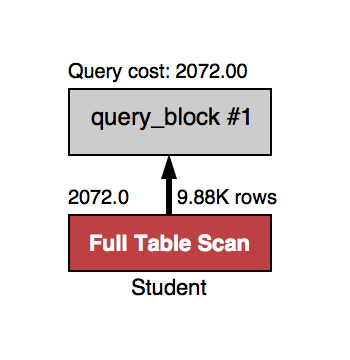 Query cost: 2072.00
query_block #1
2072.0 9.88K rows
Full Table Scan
Student